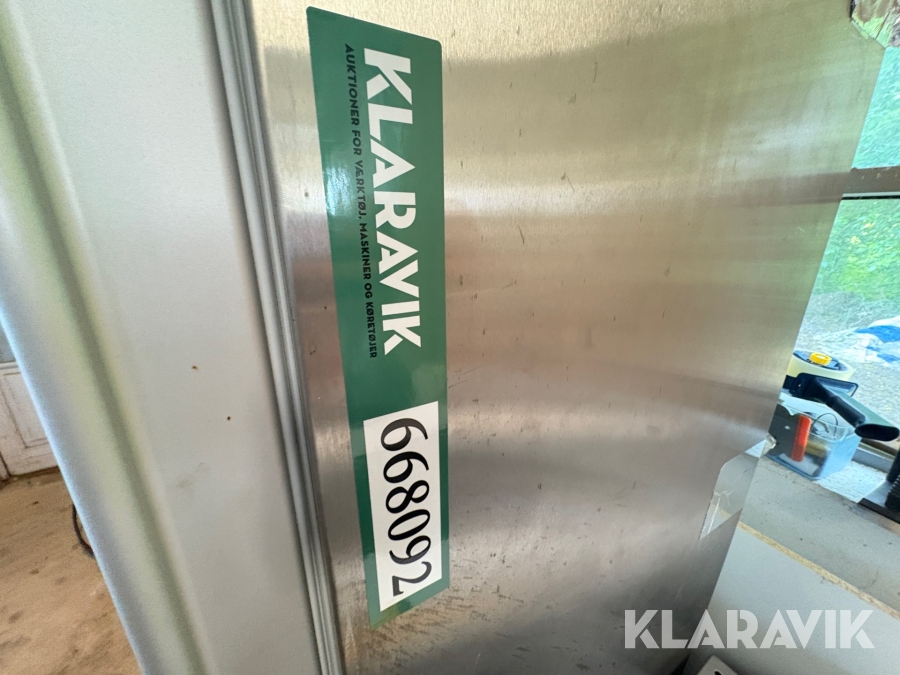 KLARAVIK
AUKTIONER FOR VÆRKTØJ, MASKINER OG KØRETØJER
668092
KLARAVIK